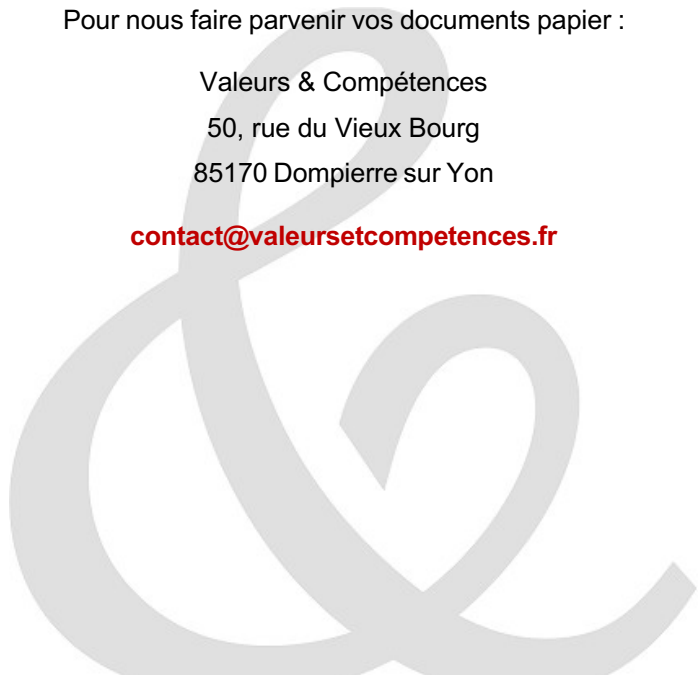 Pour nous faire parvenir vos documents papier :
Valeurs & Compétences
50, rue du Vieux Bourg
85170 Dompierre sur Yon
contact@valeursetcompetences.fr
&